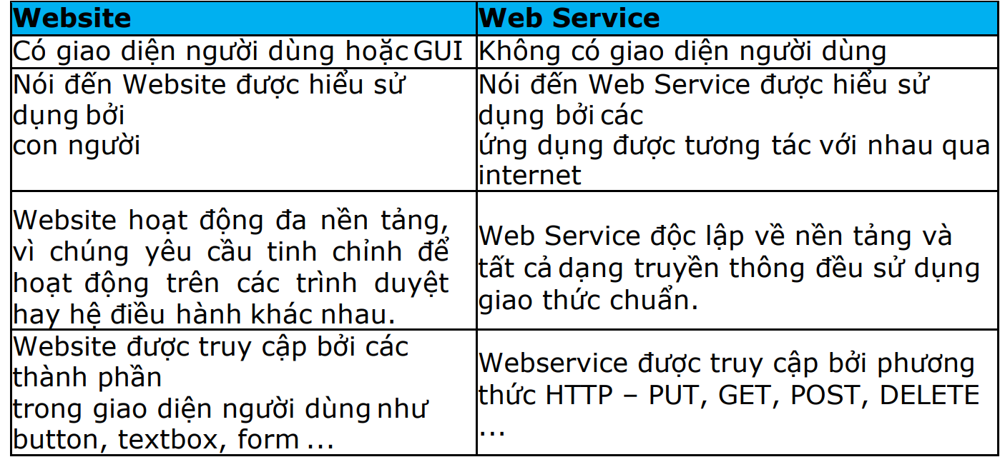 Website
Web Service
Có giao diện người dùng hoặc GUI
Không có giao diện người dùng
Nói đến Website được hiểu sử
dụng bởi
con người
Nói đến Web Service được hiểu sử
dụng bởi các
ứng dụng được tương tác với nhau qua
internet
Website hoạt động đa nền tảng,
vì chúng yêu cầu tinh chỉnh để
hoạt động trên các trình duyệt
hay hệ điều hành khác nhau.
Web Service độc lập về nền tảng và
tất cả dạng truyền thông đều sử dụng
giao thức chuẩn.
Website được truy cập bởi các
thành phần
trong giao diện người dùng như
button, textbox, form ...
Webservice được truy cập bởi phương
thức HTTP – PUT, GET, POST, DELETE
...